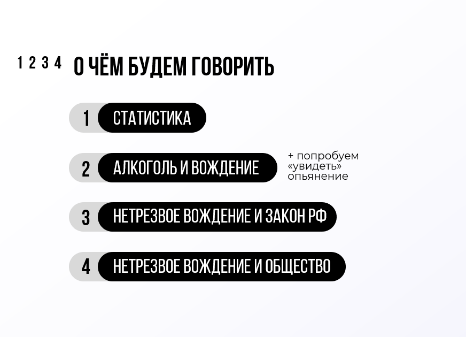 1 2 3 4 О ЧЁМ БУДЕМ ГОВОРИТЬ
1 СТАТИСТИКА
2 АЛКОГОЛЬ И ВОЖДЕНИЕ
+ попробуем
«увидеть»
опьянение
3 НЕТРЕЗВОЕ ВОЖДЕНИЕ И ЗАКОН РФ
4 НЕТРЕЗВОЕ ВОЖДЕНИЕ И ОБЩЕСТВО